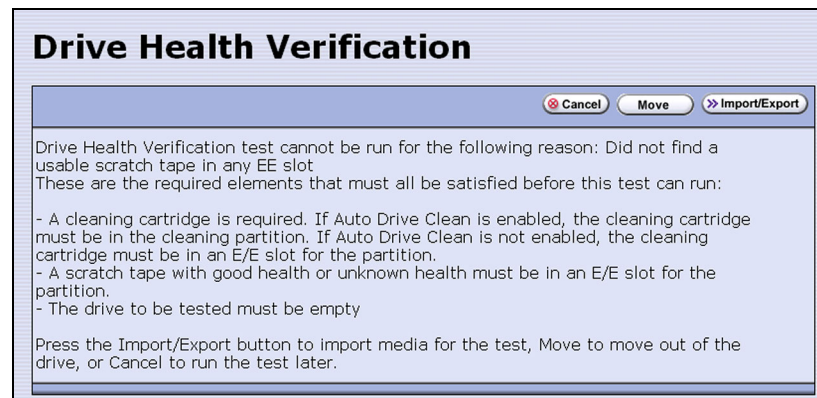 Drive Health Verification
Cancel Move Import/Export
Drive Health Verification test cannot be run for the following reason: Did not find a
usable scratch tape in any EE slot
These are the required elements that must all be satisfied before this test can run:
- A cleaning cartridge is required. If Auto Drive Clean is enabled, the cleaning cartridge
must be in the cleaning partition. If Auto Drive Clean is not enabled, the cleaning
cartridge must be in an E/E slot for the partition.
- A scratch tape with good health or unknown health must be in an E/E slot for the
partition.
- The drive to be tested must be empty
Press the Import/Export button to import media for the test, Move to move out of the
drive, or Cancel to run the test later.